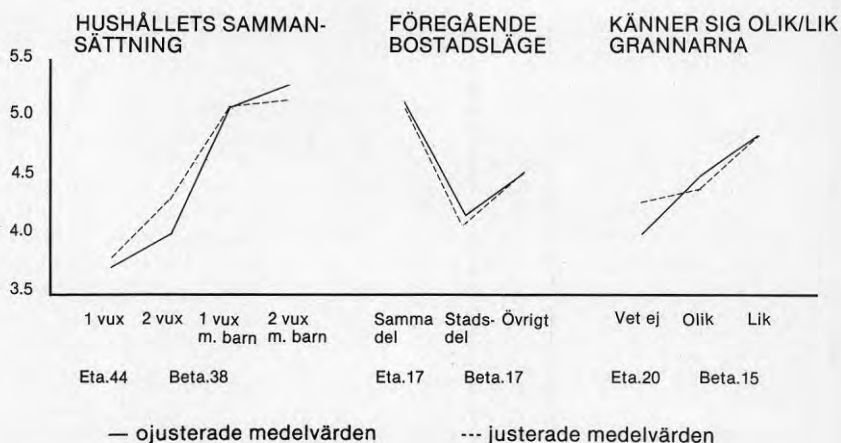 HUSHÅLLETS SAMMAN-
SÄTTNING
FÖREGÅENDE
BOSTADSLÄGE
KÄNNER SIG OLIK/LIK
GRANNARNA
5.5
5.0
4.5
4.0
3.5
1 vux
2 vux
1 vux
m. barn
2 vux
m. barn
Samma
del
Stads-
del
Övrigt
Vet ej
Olik
Lik
Eta.44
Beta.38
Eta.17
Beta.17
Eta.20
Beta.15
— ojusterade medelvärden
--- justerade medelvärden